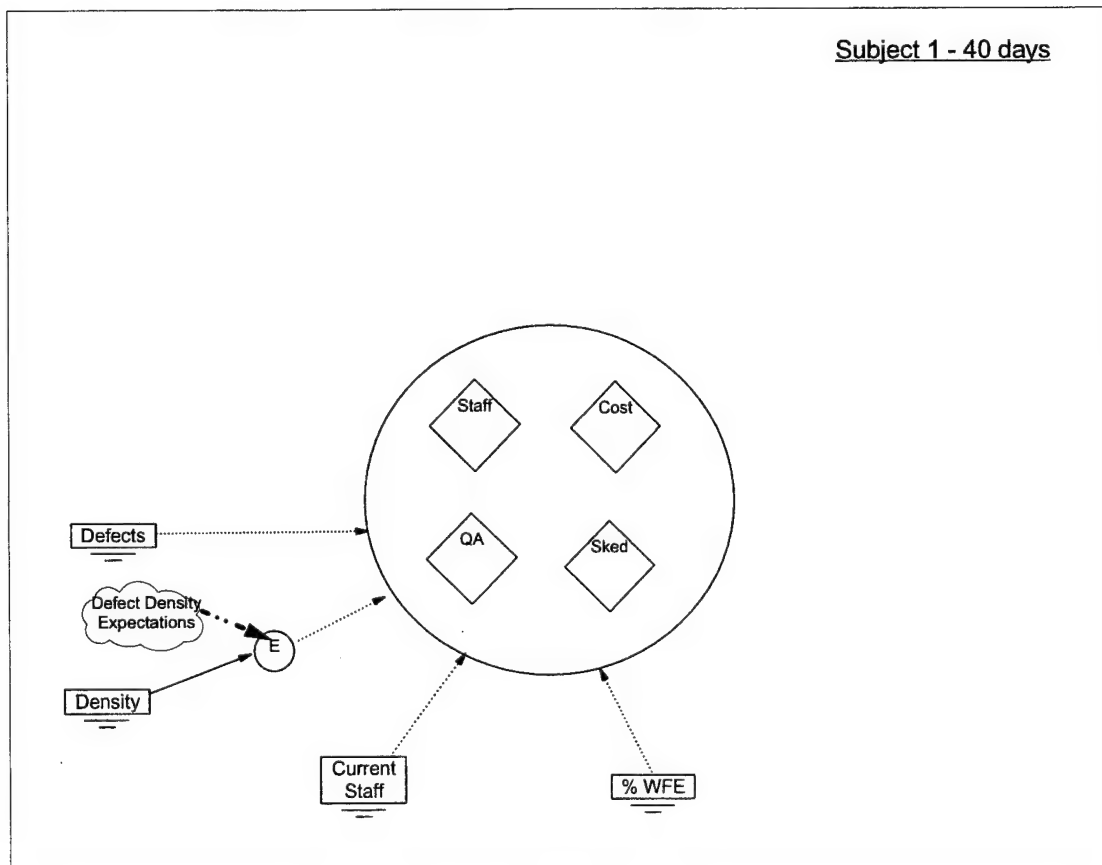 Subject 1 - 40 days
Staff
Cost
QA
Sked
Defects
Defect Density
Expectations
E
Density
Current
Staff
% WFE